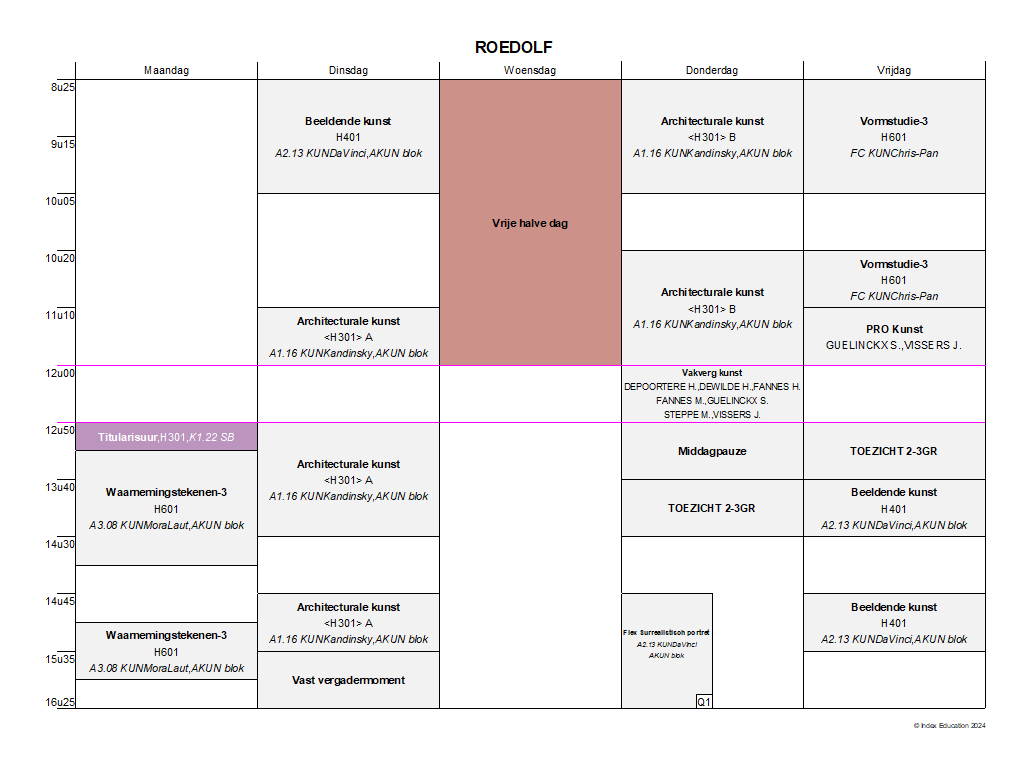 ROEDOLF
Maandag
Dinsdag
Woensdag
Donderdag
Vrijdag
8u25
9u15
10u05
10u20
11u10
12u00
12u50
13u40
14u30
14u45
15u35
16u25
Titularisuur,H301,K1.22 SB
Waarnemingstekenen-3
H601
A3.08 KUNMoraLaut,AKUN blok
Waarnemingstekenen-3
H601
A3.08 KUNMoraLaut,AKUN blok
Beeldende kunst
H401
A2.13 KUNDaVinci,AKUN blok
Architecturale kunst
<H301> A
A1.16 KUNKandinsky,AKUN blok
Architecturale kunst
<H301> A
A1.16 KUNKandinsky,AKUN blok
Architecturale kunst
<H301> A
A1.16 KUNKandinsky,AKUN blok
Vast vergadermoment
Vrije halve dag
Architecturale kunst
<H301> B
A1.16 KUNKandinsky,AKUN blok
Architecturale kunst
<H301> B
A1.16 KUNKandinsky,AKUN blok
Vakverg kunst
DEPOORTERE H.,DEWILDE H.,FANNES H.
FANNES M.,GUELINCKX S.
STEPPE M.,VISSERS J.
Middagpauze
TOEZICHT 2-3GR
Flex Surrealistisch portret
A2.13 KUNDaVinci
AKUN blok
Q1
Vormstudie-3
H601
FC KUNChris-Pan
Vormstudie-3
H601
FC KUNChris-Pan
PRO Kunst
GUELINCKX S.,VISSERS J.
TOEZICHT 2-3GR
Beeldende kunst
H401
A2.13 KUNDaVinci,AKUN blok
Beeldende kunst
H401
A2.13 KUNDaVinci,AKUN blok
© Index Education 2024